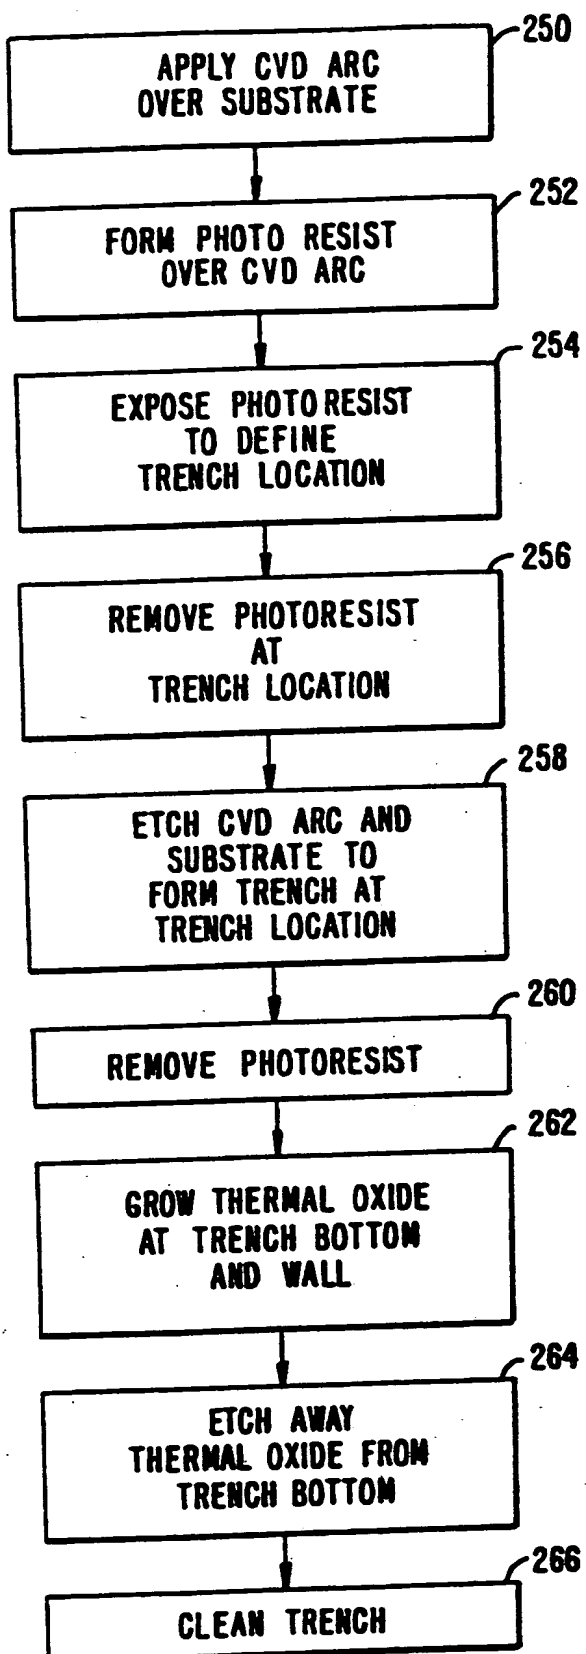 250
APPLY CVD ARC
OVER SUBSTRATE
252
FORM PHOTO RESIST
OVER CVD ARC
254
EXPOSE PHOTORESIST
TO DEFINE
TRENCH LOCATION
256
REMOVE PHOTORESIST
AT
TRENCH LOCATION
258
ETCH CVD ARC AND
SUBSTRATE TO
FORM TRENCH AT
TRENCH LOCATION
260
REMOVE PHOTORESIST
262
GROW THERMAL OXIDE
AT TRENCH BOTTOM
AND WALL
264
ETCH AWAY
THERMAL OXIDE FROM
TRENCH BOTTOM
266
CLEAN TRENCH